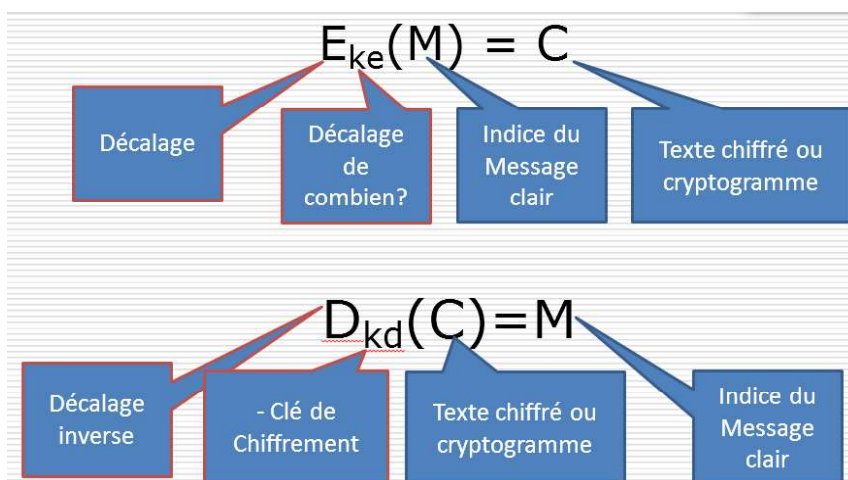 Eke(M) = C
Décalage
Décalage
de
combien?
Indice du
Message
clair
Texte chiffré ou
cryptogramme
Dkd(C)=M
Décalage
inverse
- Clé de
Chiffrement
Texte chiffré ou
cryptogramme
Indice du
Message
clair